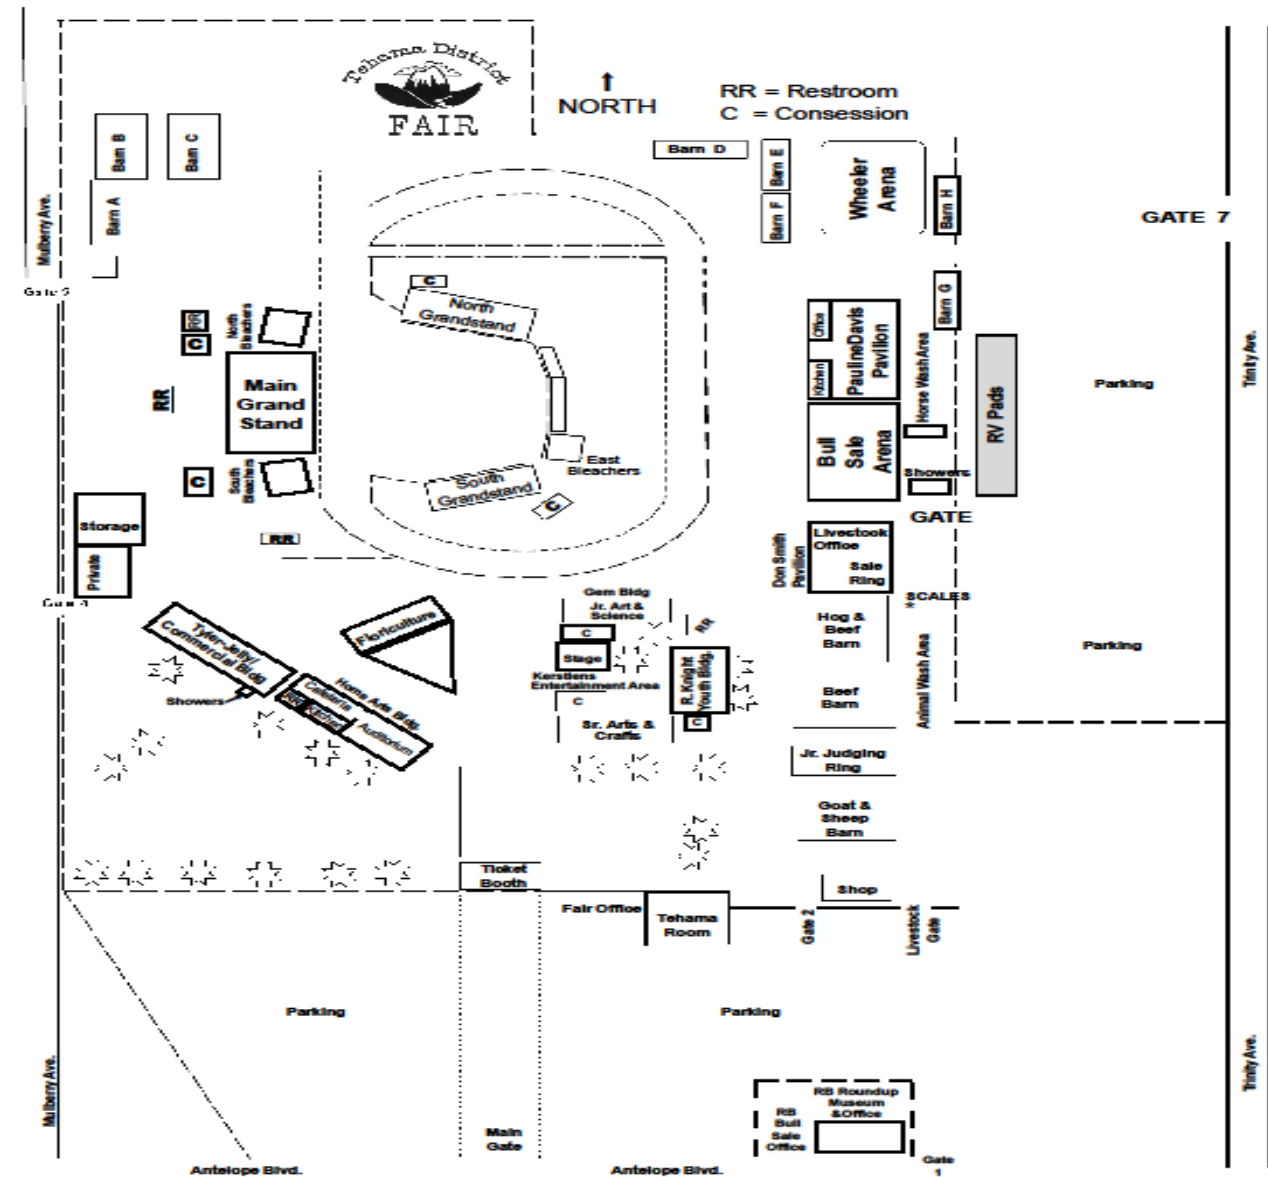 Tehama District
FAIR
NORTH
RR = Restroom
C = Consession
Barn B
Barn C
Barn A
Mulberry Ave.
Barn D
Barn E
Barn F
Wheeler
Arena
Barn H
GATE 7
Barn G
C
North
Grandstand
RR
C
North
Bleachers
Main
Grand
Stand
RR
C
South
Bleachers
RR
East
Bleachers
South
Grandstand
C
Office
Kitchen
PaulineDavis
Pavilion
Horse Wash Area
Bull
Sale
Arena
Showers
RV Pads
Parking
Trinity Ave.
GATE
Storage
Private
Don Smith
Pavilion
Livestock
Office
Sale
Ring
*SCALES
Hog &
Beef
Barn
Parking
Animal Wash Area
Beef
Barn
Jr. Judging
Ring
Goat &
Sheep
Barn
Shop
Tyler-Jelly/
Commercial Bldg
Showers
Floriculture
Home Arts Bldg.
Cafeteria
RR
Kitchen
Auditorium
Gem Bldg
Jr. Art &
Science
C
Stage
Kerstiens
Entertainment Area
C
Sr. Arts &
Crafts
RR
R. Knight
Youth Bldg.
C
Ticket
Booth
Fair Office
Tehama
Room
Gate 2
Livestock
Gate
Parking
Parking
Mulberry Ave.
Trinity Ave.
Main
Gate
RB Roundup
Museum
&Office
RB
Bull
Sale
Office
Gate
1
Antelope Blvd.
Antelope Blvd.